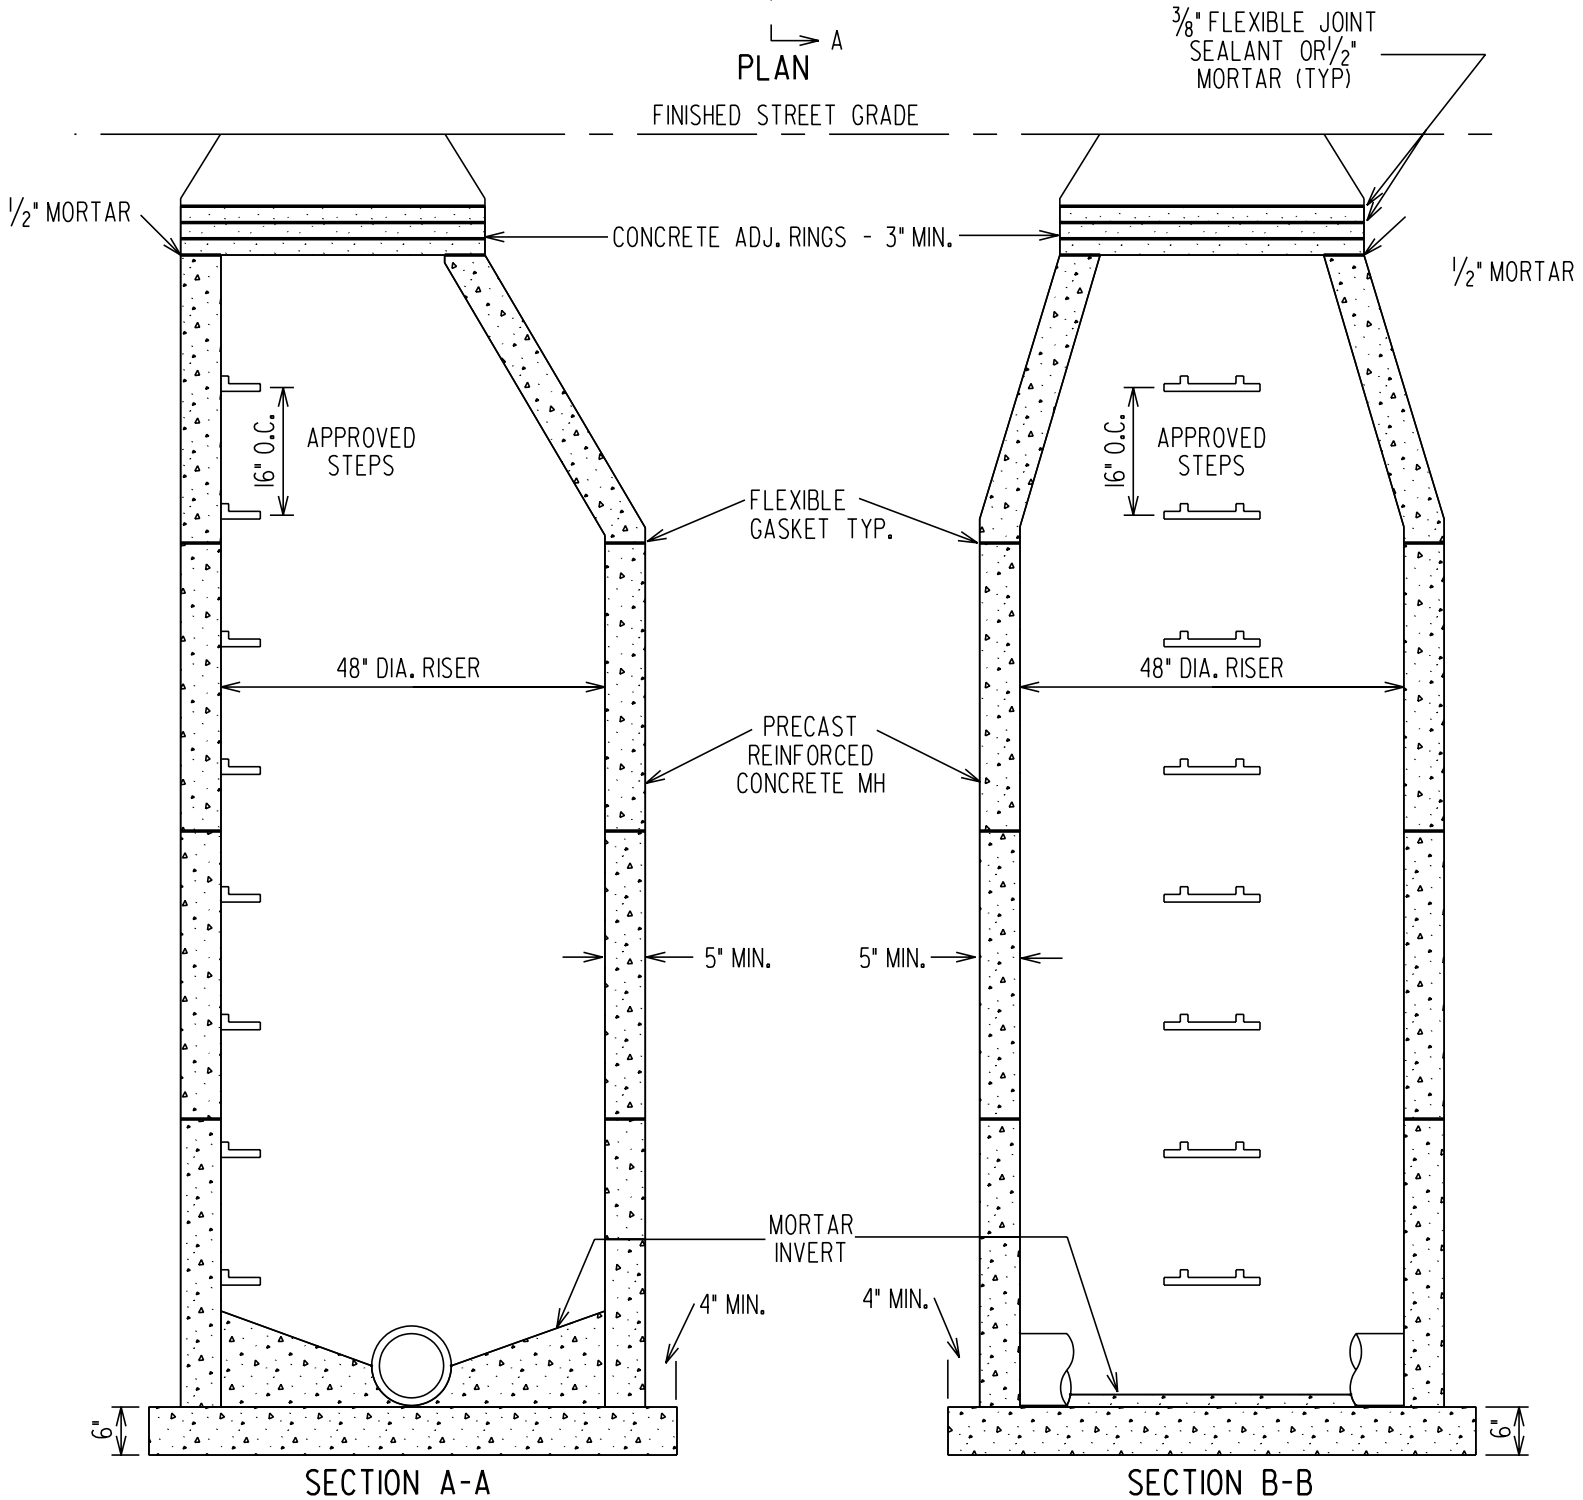 A
PLAN
3/8" FLEXIBLE JOINT
SEALANT OR 1/2"
MORTAR (TYP)
FINISHED STREET GRADE
1/2" MORTAR
CONCRETE ADJ. RINGS - 3" MIN.
1/2" MORTAR
16" O.C.
APPROVED
STEPS
16" O.C.
APPROVED
STEPS
FLEXIBLE
GASKET TYP.
48" DIA. RISER
48" DIA. RISER
PRECAST
REINFORCED
CONCRETE MH
5" MIN.
5" MIN.
MORTAR
INVERT
4" MIN.
4" MIN.
6"
6"
SECTION A-A
SECTION B-B